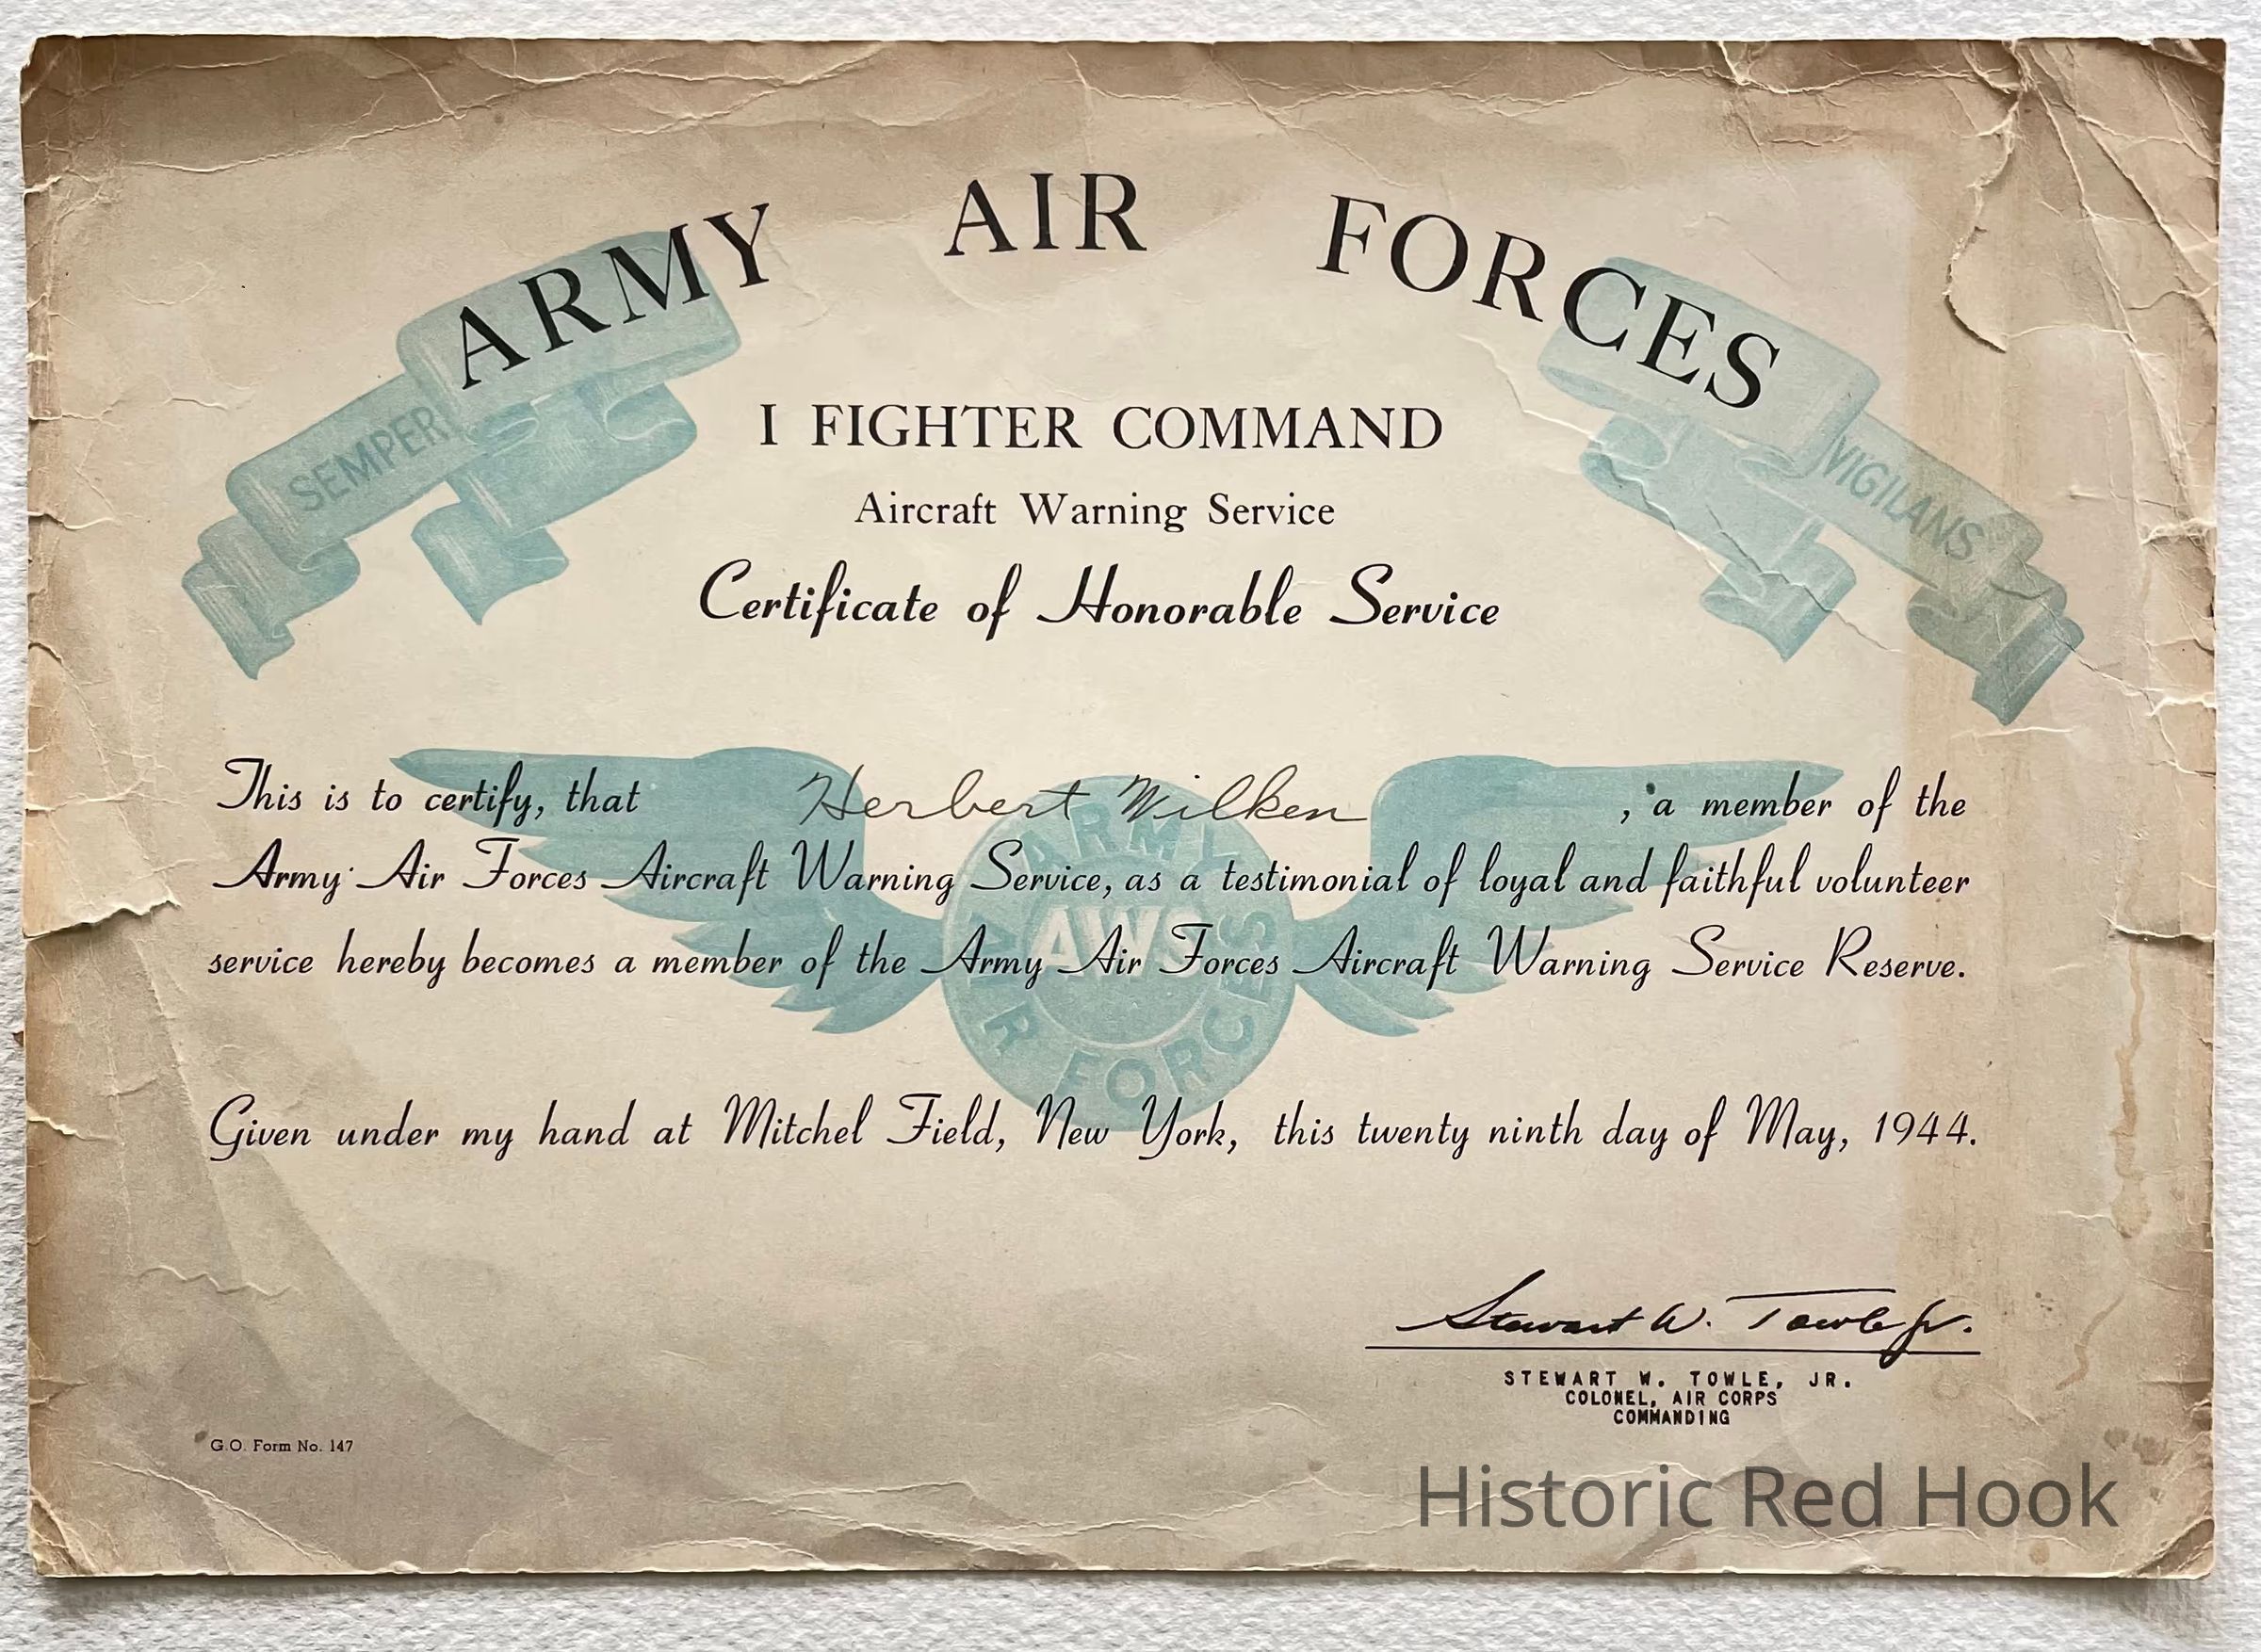 ARMY AIR FORCES
SEMPER VIGILANS
I FIGHTER COMMAND
Aircraft Warning Service
Certificate of Honorable Service
This is to certify, that Herbert Wilken, a member of the
Army Air Forces Aircraft Warning Service, as a testimonial of loyal and faithful volunteer
service hereby becomes a member of the Army Air Forces Aircraft Warning Service Reserve.
ARMY AIR FORCES
AWS
Given under my hand at Mitchel Field, New York, this twenty ninth day of May, 1944.
Stewart W. Towle Jr.
STEWART W. TOWLE, JR.
COLONEL, AIR CORPS
COMMANDING
G.O. Form No. 147
Historic Red Hook